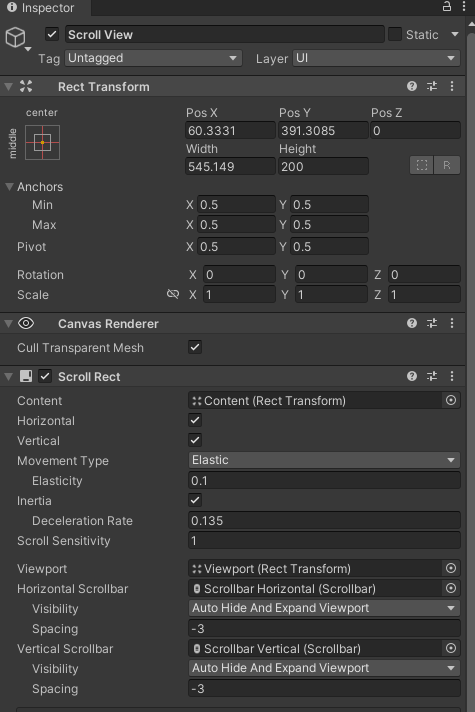 Inspector
Scroll View
Static
Tag Untagged Layer UI
Rect Transform
center
middle
Pos X Pos Y Pos Z
60.3331 391.3085 0
Width Height
545.149 200
R
Anchors
Min X 0.5 Y 0.5
Max X 0.5 Y 0.5
Pivot X 0.5 Y 0.5
Rotation X 0 Y 0 Z 0
Scale X 1 Y 1 Z 1
Canvas Renderer
Cull Transparent Mesh
Scroll Rect
Content Content (Rect Transform)
Horizontal
Vertical
Movement Type Elastic
Elasticity 0.1
Inertia
Deceleration Rate 0.135
Scroll Sensitivity 1
Viewport Viewport (Rect Transform)
Horizontal Scrollbar Scrollbar Horizontal (Scrollbar)
Visibility Auto Hide And Expand Viewport
Spacing -3
Vertical Scrollbar Scrollbar Vertical (Scrollbar)
Visibility Auto Hide And Expand Viewport
Spacing -3